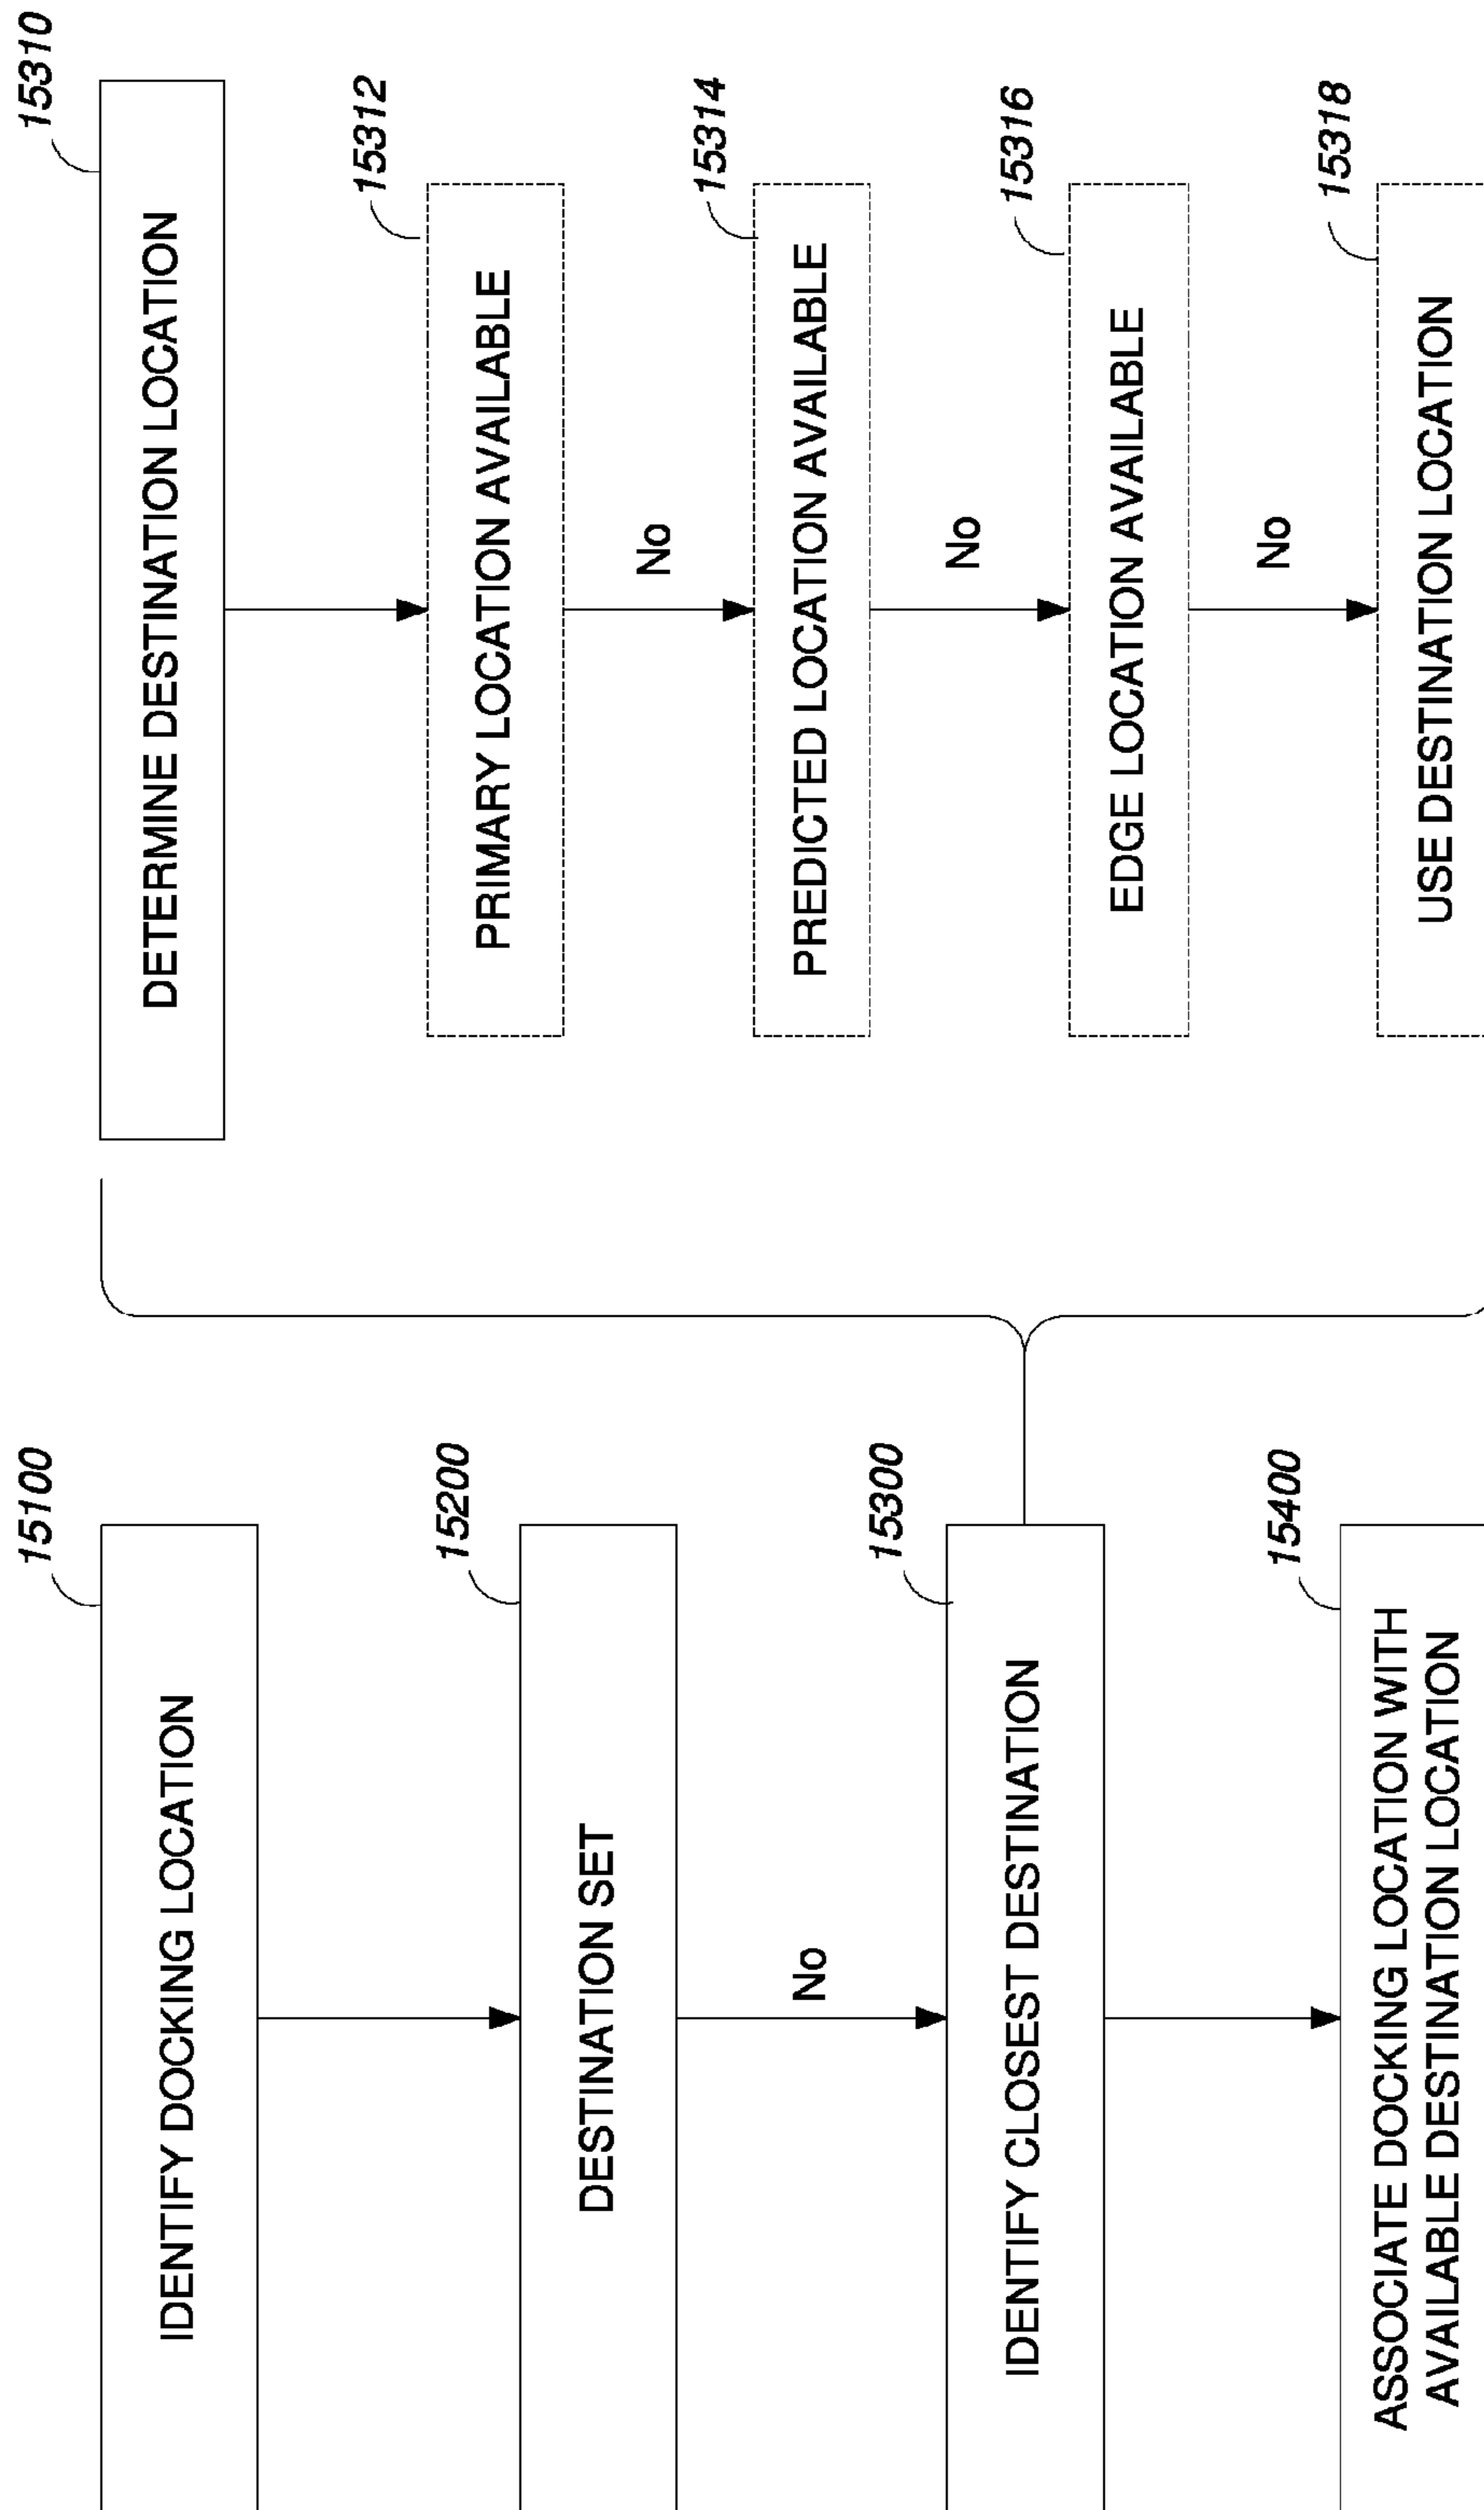 15100
IDENTIFY DOCKING LOCATION
15200
DESTINATION SET
No
15300
IDENTIFY CLOSEST DESTINATION
15400
ASSOCIATE DOCKING LOCATION WITH
AVAILABLE DESTINATION LOCATION
15310
DETERMINE DESTINATION LOCATION
15312
PRIMARY LOCATION AVAILABLE
No
15314
PREDICTED LOCATION AVAILABLE
No
15316
EDGE LOCATION AVAILABLE
No
15318
USE DESTINATION LOCATION